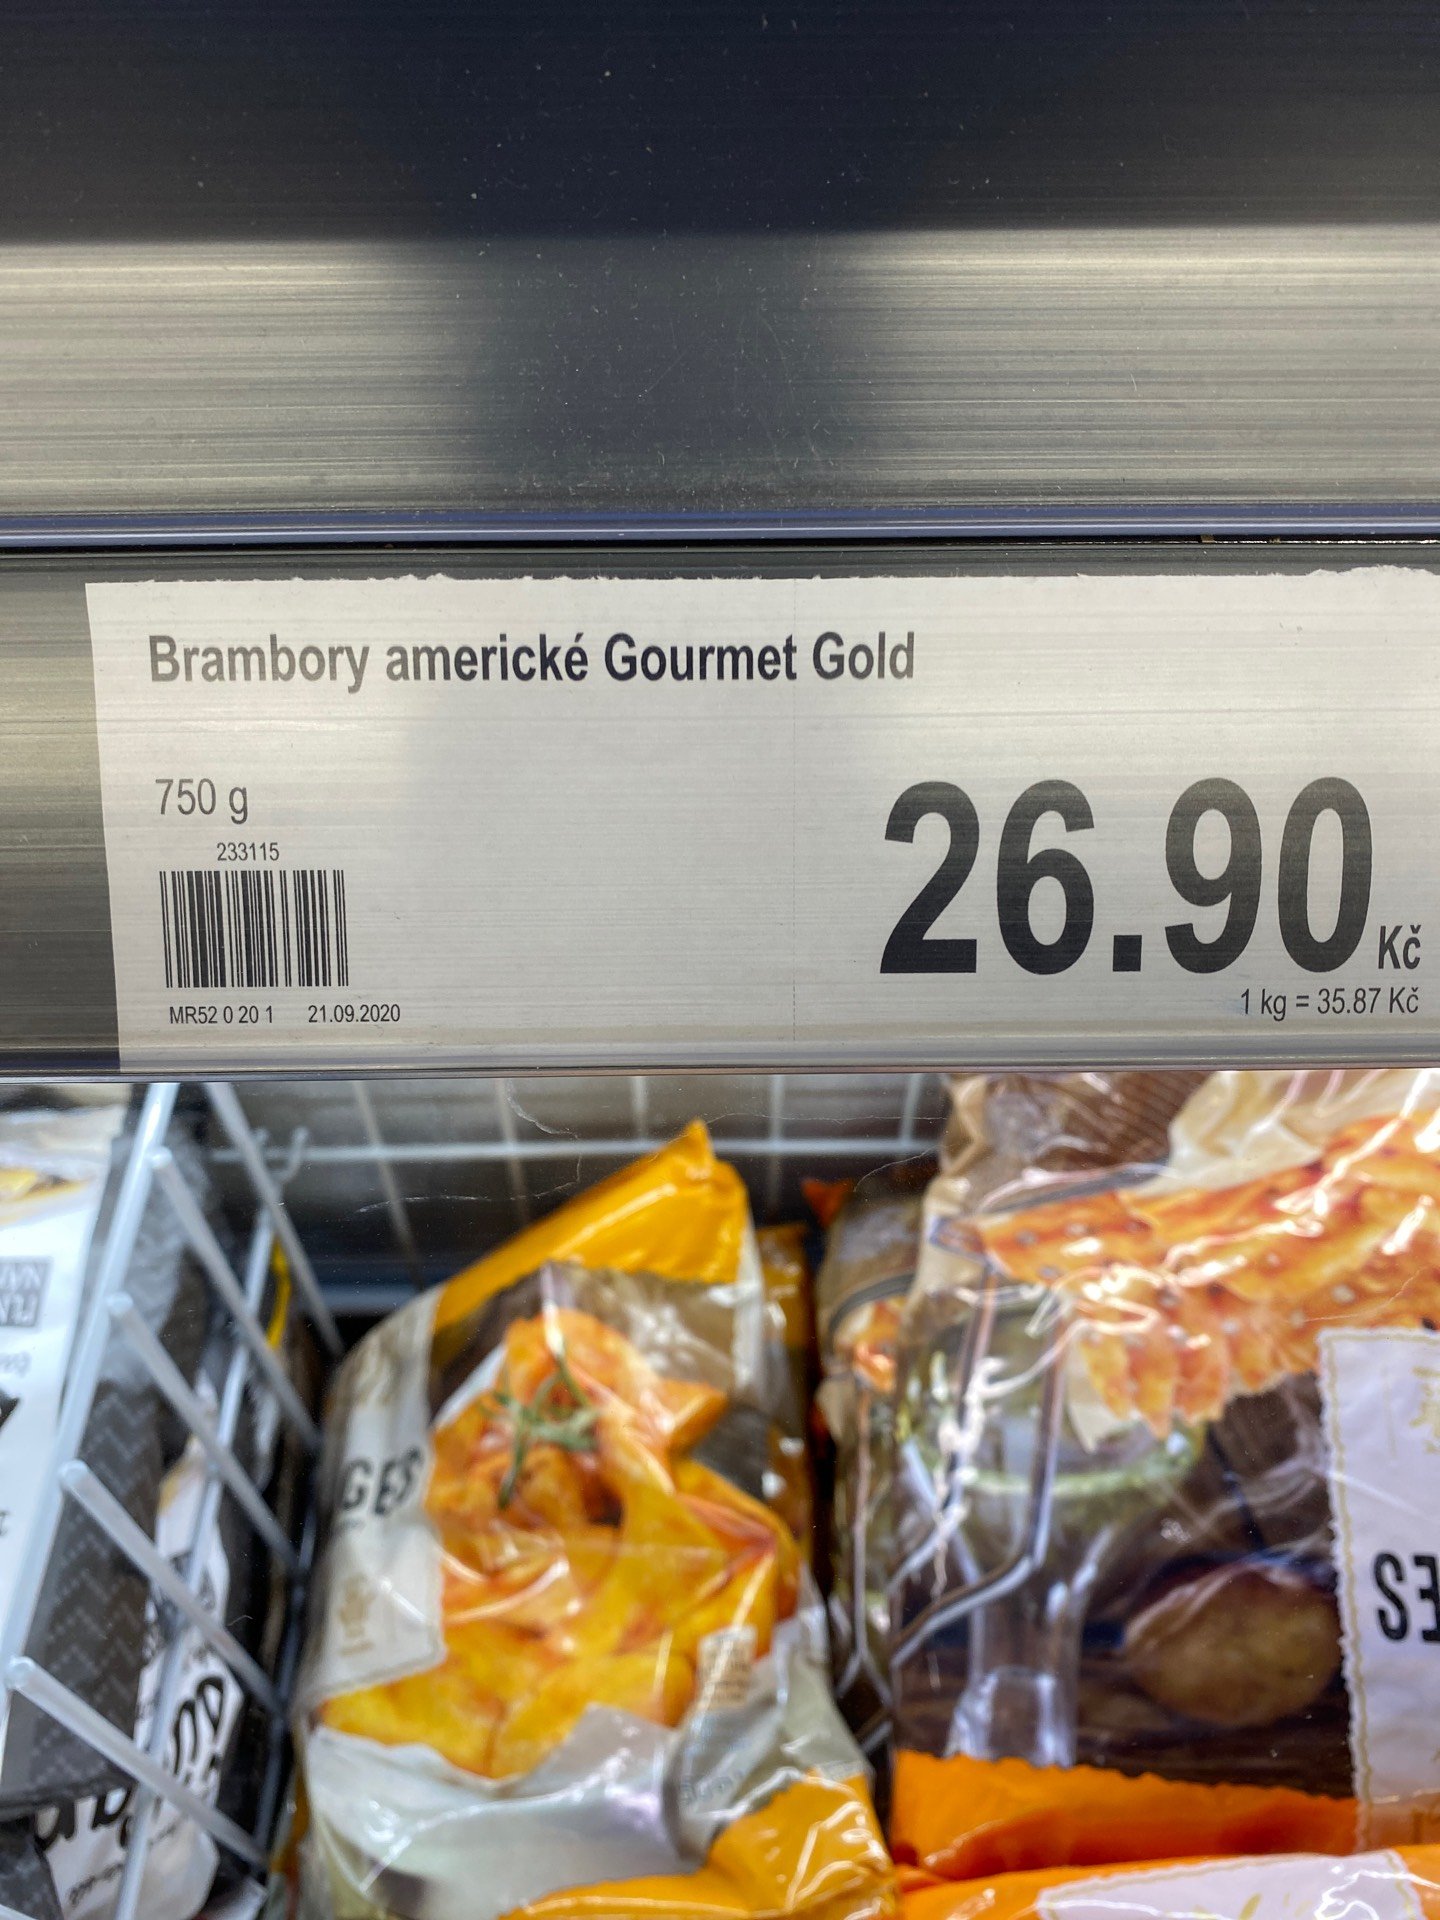 Brambory americké Gourmet Gold
750 g
233115
26.90 Kč
1 kg = 35.87 Kč
MR52 0 20 1 21.09.2020